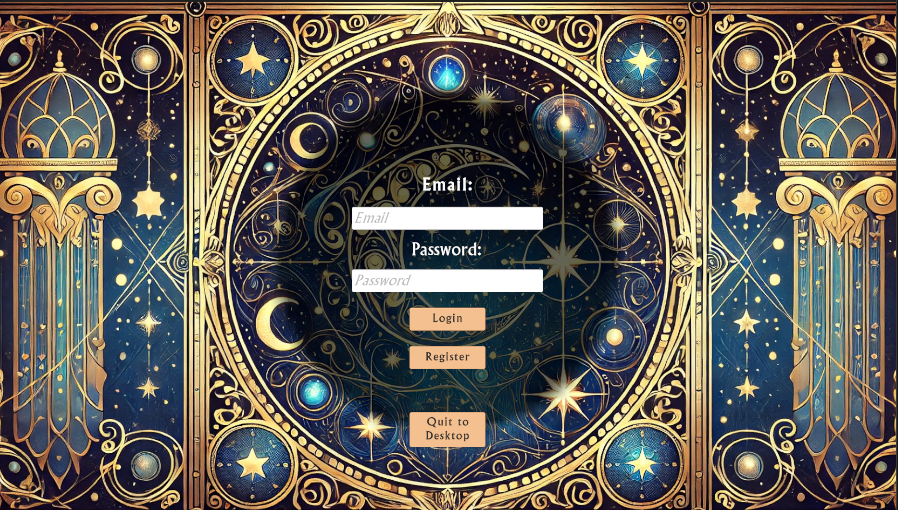 Email:
Email
Password:
Password
Login
Register
Quit to
Desktop